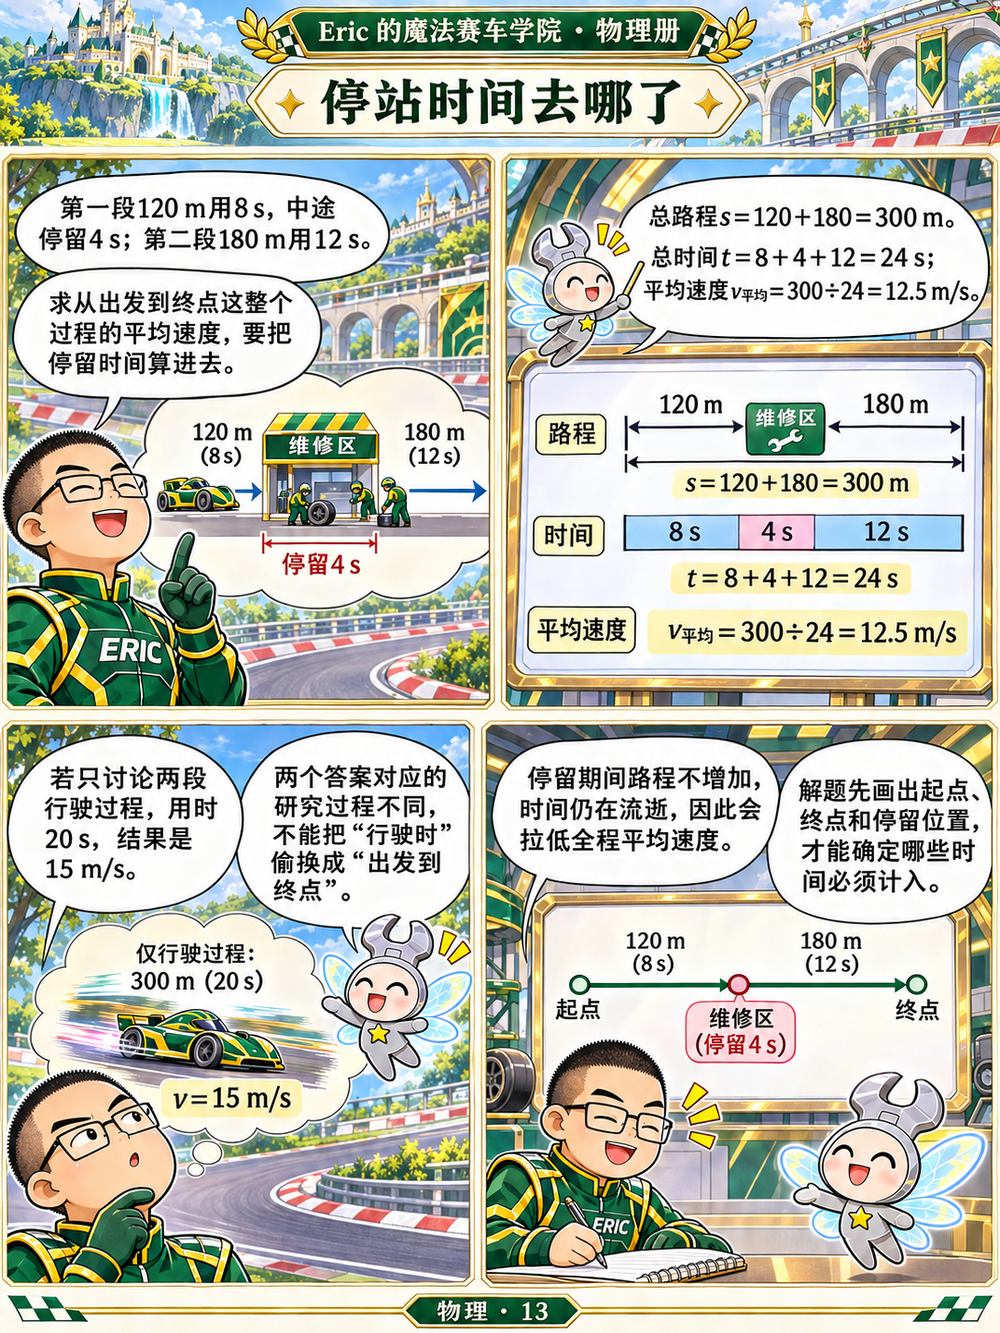 Eric 的魔法赛车学院·物理册
停站时间去哪了
第一段120 m用8 s，中途
停留4 s；第二段180 m用12 s。
求从出发到终点这整个
过程的平均速度，要把
停留时间算进去。
120 m
(8 s)
维修区
180 m
(12 s)
停留4 s
ERIC
总路程s=120+180=300 m。
总时间t=8+4+12=24 s；
平均速度v平均=300÷24=12.5 m/s。
路程
120 m
维修区
180 m
s=120+180=300 m
时间
8 s
4 s
12 s
t=8+4+12=24 s
平均速度
v平均=300÷24=12.5 m/s
若只讨论两段
行驶过程，用时
20 s，结果是
15 m/s。
两个答案对应的
研究过程不同，
不能把“行驶时”
偷换成“出发到
终点”。
仅行驶过程：
300 m (20 s)
v=15 m/s
停留期间路程不增加，
时间仍在流逝，因此会
拉低全程平均速度。
解题先画出起点、
终点和停留位置，
才能确定哪些时
间必须计入。
120 m
(8 s)
180 m
(12 s)
起点
维修区
(停留4 s)
终点
ERIC
物理·13